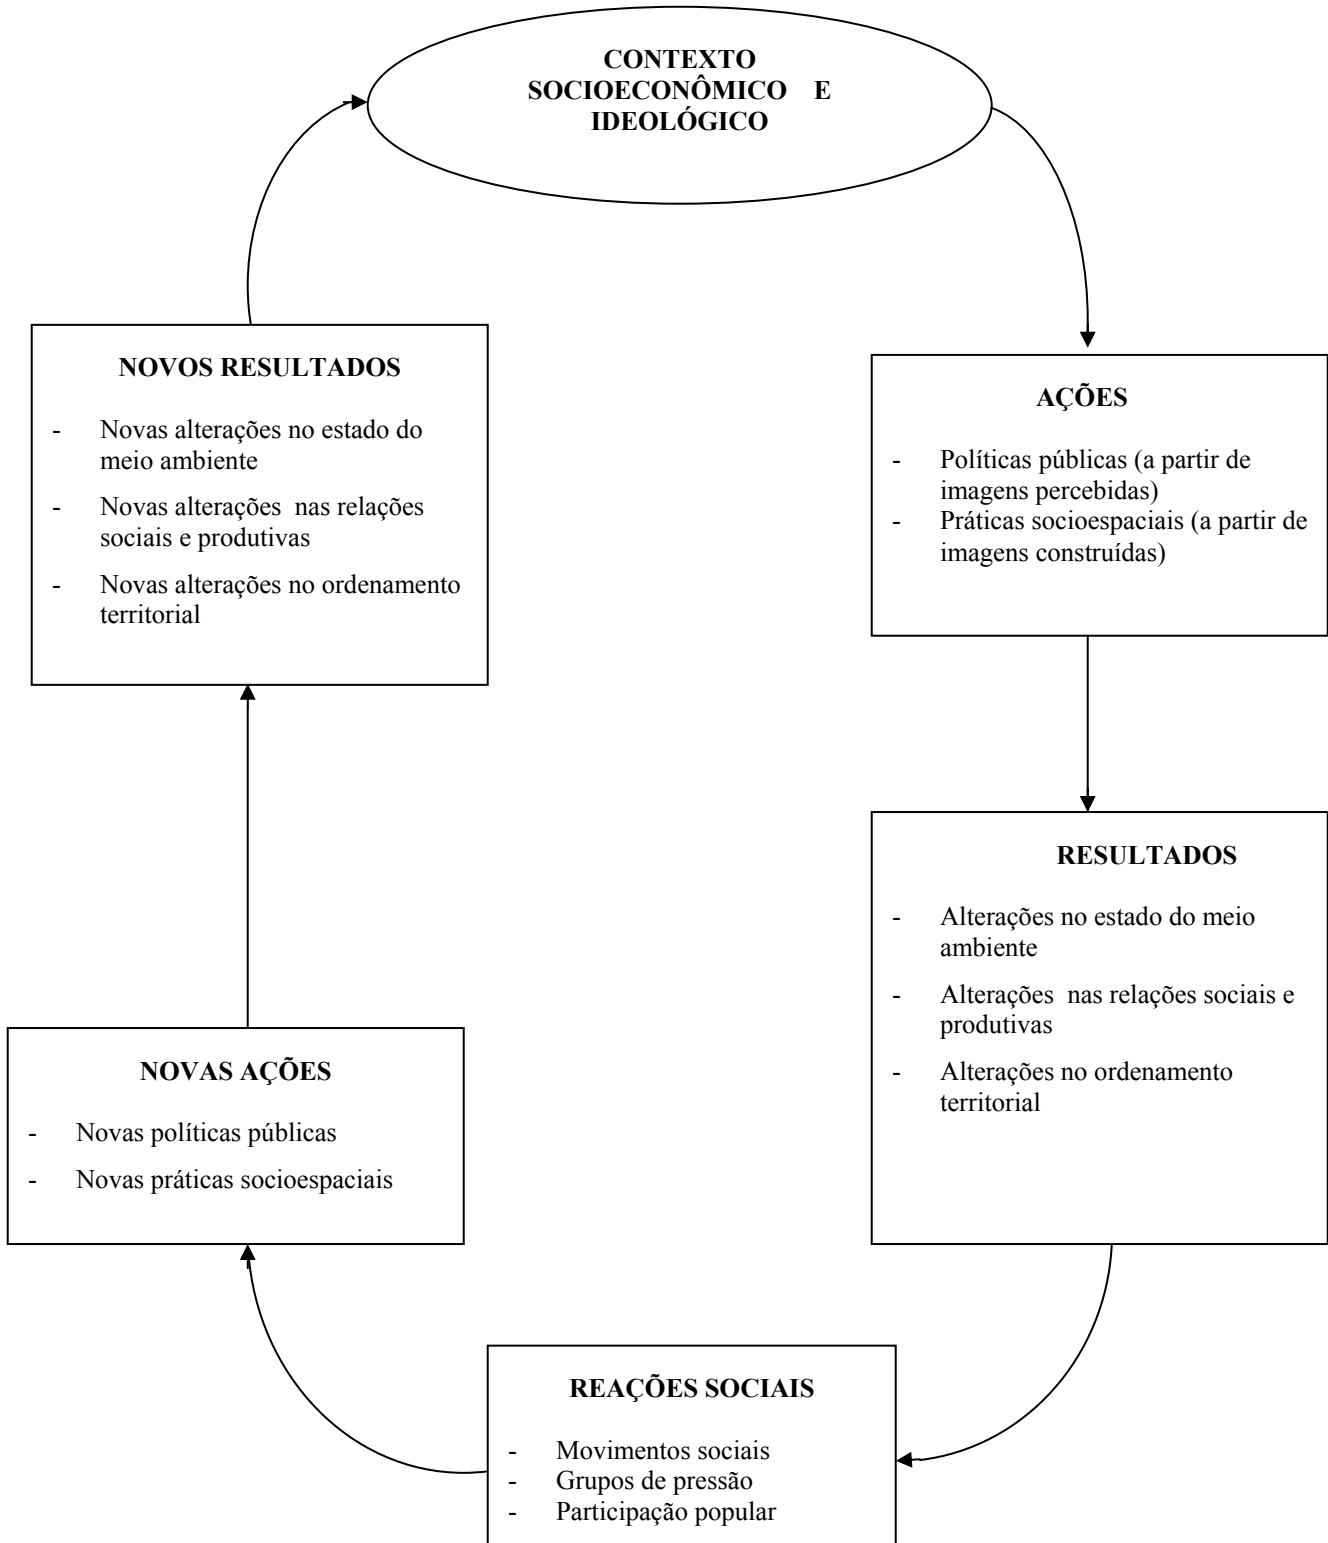 CONTEXTO
SOCIOECONÔMICO E
IDEOLÓGICO
AÇÕES
- Políticas públicas (a partir de
imagens percebidas)
- Práticas socioespaciais (a partir de
imagens construídas)
RESULTADOS
- Alterações no estado do meio
ambiente
- Alterações nas relações sociais e
produtivas
- Alterações no ordenamento
territorial
REAÇÕES SOCIAIS
- Movimentos sociais
- Grupos de pressão
- Participação popular
NOVAS AÇÕES
- Novas políticas públicas
- Novas práticas socioespaciais
NOVOS RESULTADOS
- Novas alterações no estado do
meio ambiente
- Novas alterações nas relações
sociais e produtivas
- Novas alterações no ordenamento
territorial